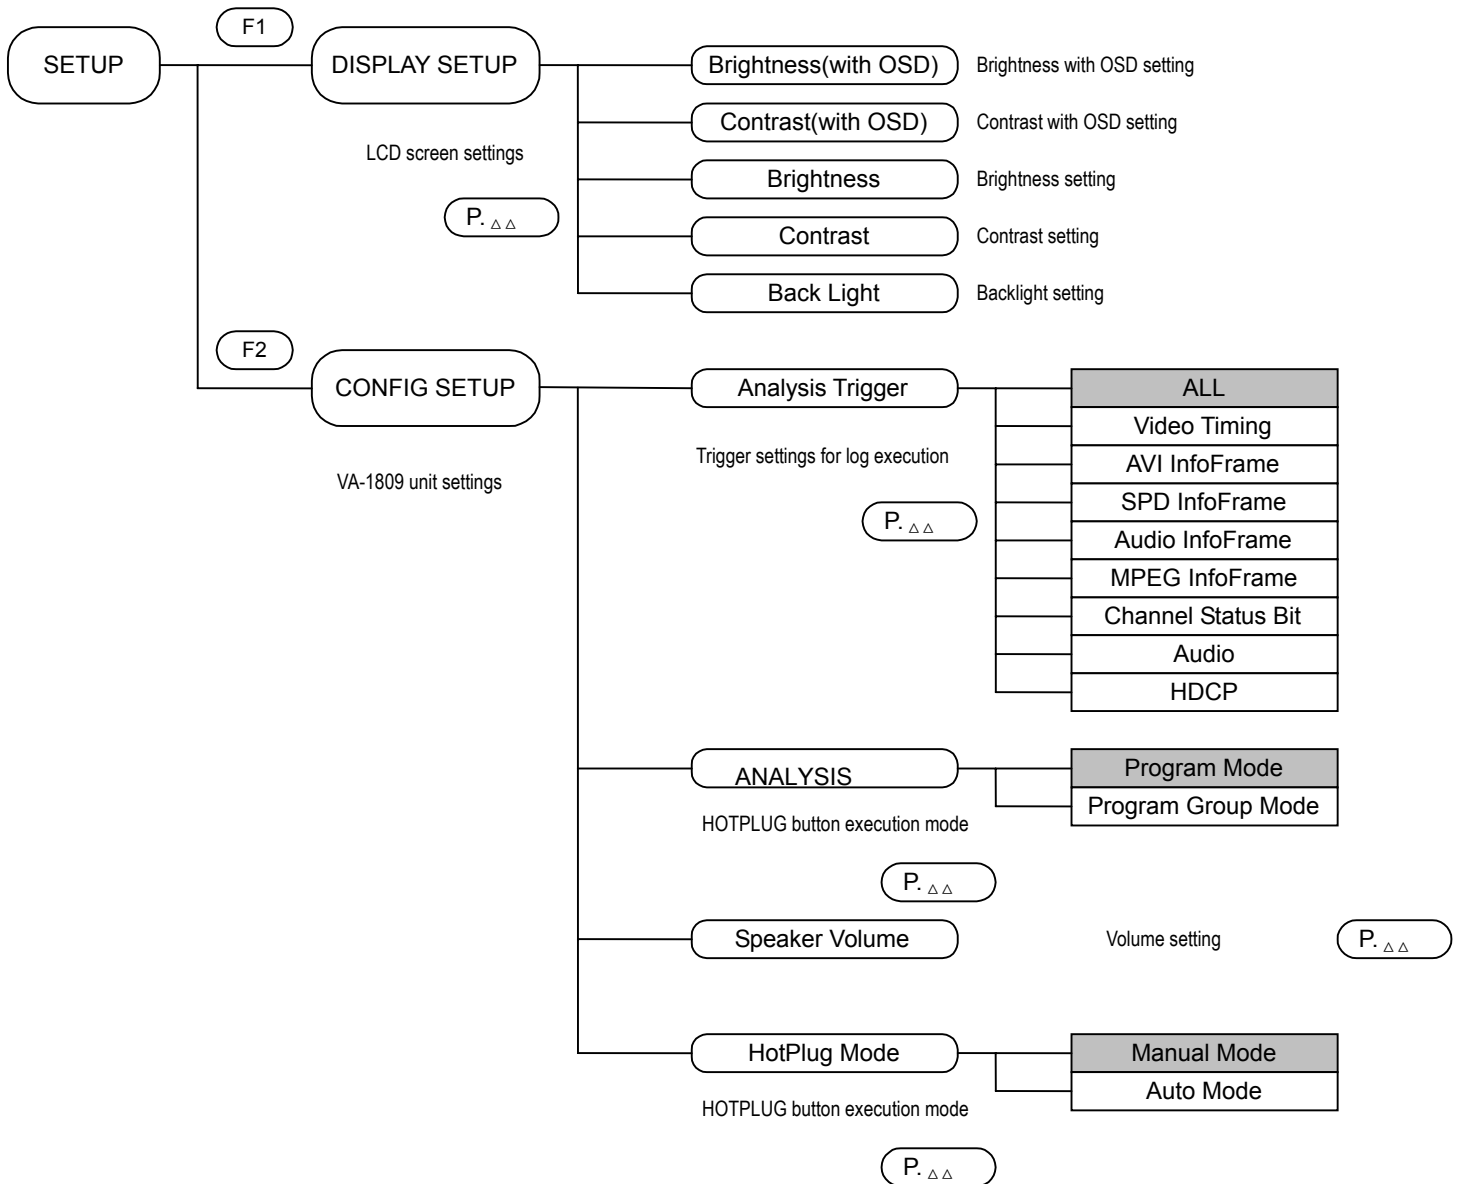 F1
SETUP
DISPLAY SETUP
Brightness(with OSD)
Brightness with OSD setting
Contrast(with OSD)
Contrast with OSD setting
LCD screen settings
Brightness
Brightness setting
P. △△
Contrast
Contrast setting
Back Light
Backlight setting
F2
CONFIG SETUP
Analysis Trigger
ALL
Video Timing
Trigger settings for log execution
AVI InfoFrame
VA-1809 unit settings
SPD InfoFrame
P. △△
Audio InfoFrame
MPEG InfoFrame
Channel Status Bit
Audio
HDCP
ANALYSIS
Program Mode
Program Group Mode
HOTPLUG button execution mode
P. △△
Speaker Volume
Volume setting
P. △△
HotPlug Mode
Manual Mode
Auto Mode
HOTPLUG button execution mode
P. △△